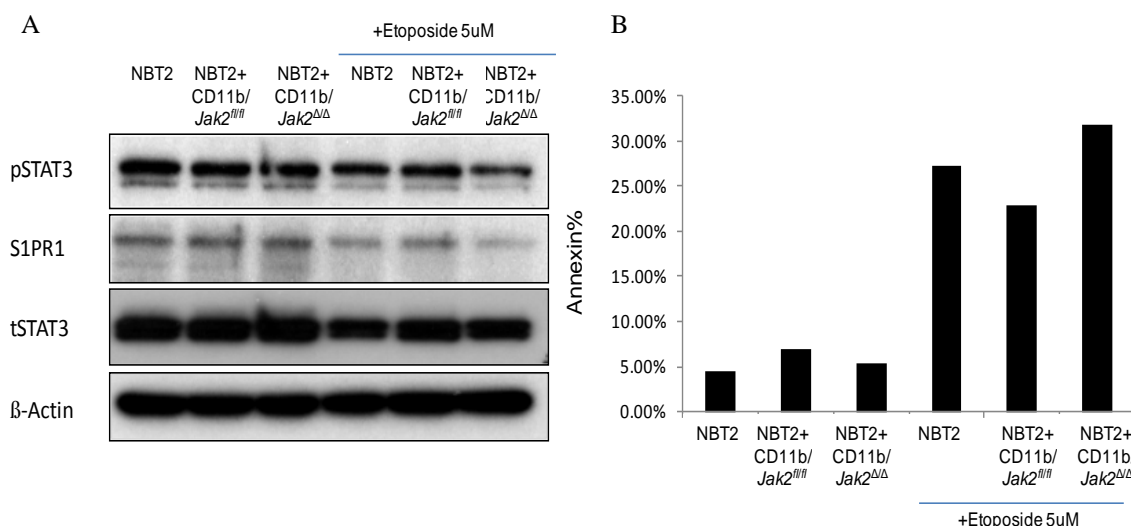 A
+Etoposide 5uM
NBT2
NBT2+
CD11b/
Jak2fl/fl
NBT2+
CD11b/
Jak2Δ/Δ
NBT2
NBT2+
CD11b/
Jak2fl/fl
NBT2+
CD11b/
Jak2Δ/Δ
pSTAT3
S1PR1
tSTAT3
ß-Actin
B
Annexin%
35.00%
30.00%
25.00%
20.00%
15.00%
10.00%
5.00%
0.00%
NBT2
NBT2+
CD11b/
Jak2fl/fl
NBT2+
CD11b/
Jak2Δ/Δ
NBT2
NBT2+
CD11b/
Jak2fl/fl
NBT2+
CD11b/
Jak2Δ/Δ
+Etoposide 5uM